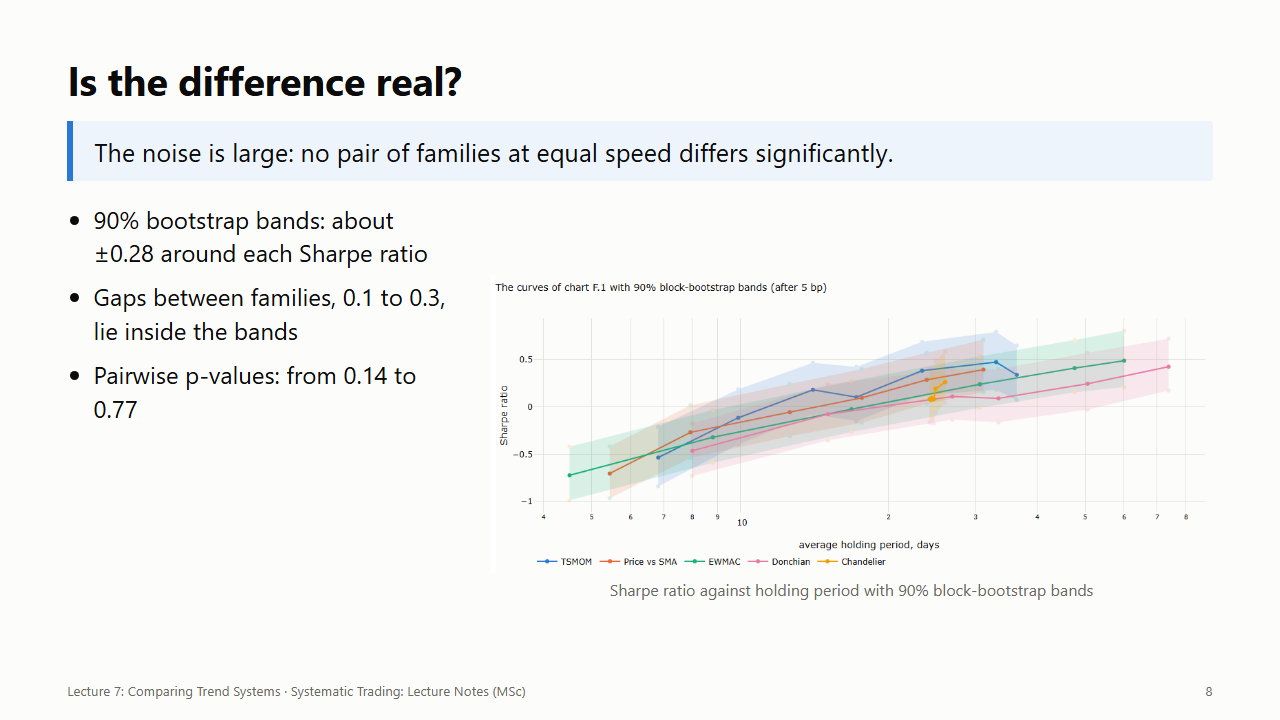 Is the difference real?
The noise is large: no pair of families at equal speed differs significantly.
• 90% bootstrap bands: about
±0.28 around each Sharpe ratio
• Gaps between families, 0.1 to 0.3,
lie inside the bands
• Pairwise p-values: from 0.14 to
0.77
The curves of chart F.1 with 90% block-bootstrap bands (after 5 bp)
Sharpe ratio
0.5
0
−0.5
−1
4 5 6 7 8 9 10 2 3 4 5 6 7 8
average holding period, days
TSMOM Price vs SMA EWMAC Donchian Chandelier
Sharpe ratio against holding period with 90% block-bootstrap bands
Lecture 7: Comparing Trend Systems · Systematic Trading: Lecture Notes (MSc) 8